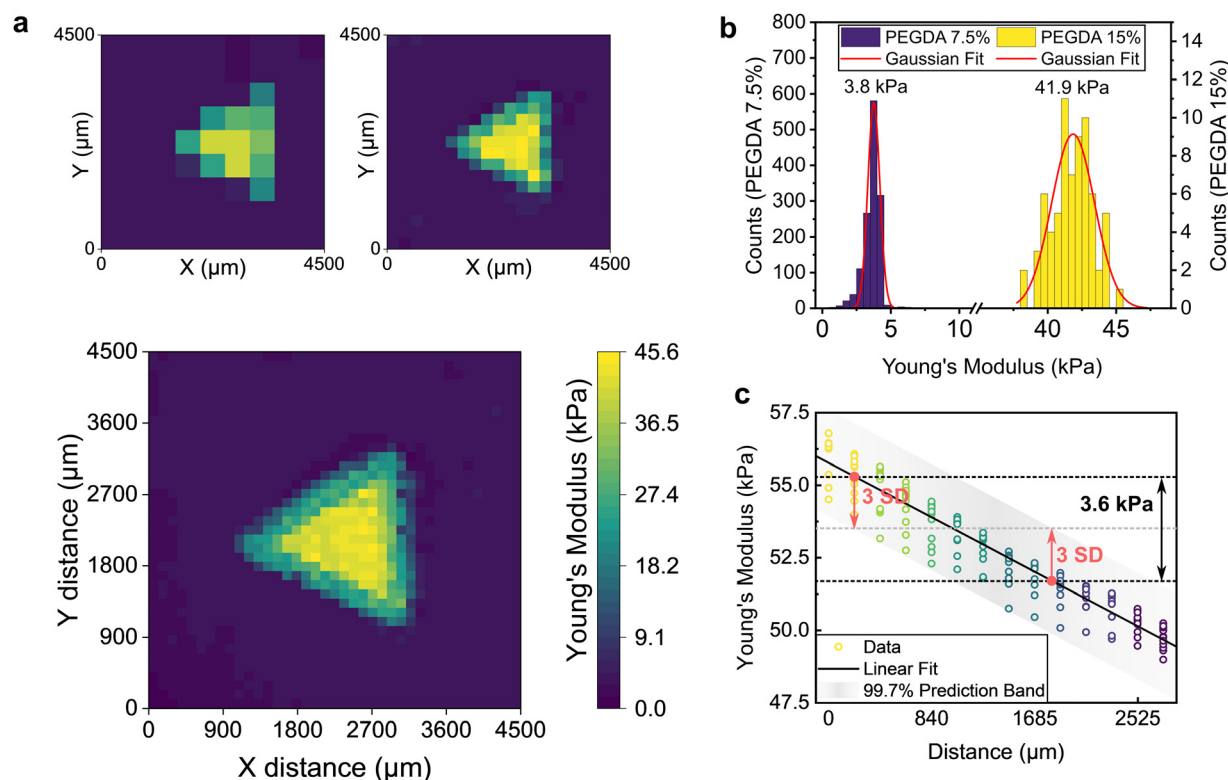 a
4500
Y (µm)
0
X (µm)
4500
4500
Y (µm)
0
0
X (µm)
4500
4500
3600
2700
1800
900
0
Y distance (µm)
0
900
1800
2700
3600
4500
X distance (µm)
45.6
36.5
27.4
18.2
9.1
0.0
Young's Modulus (kPa)
b
800
700
600
500
400
300
200
100
0
Counts (PEGDA 7.5%)
PEGDA 7.5%
PEGDA 15%
Gaussian Fit
Gaussian Fit
3.8 kPa
41.9 kPa
14
12
10
8
6
4
2
0
Counts (PEGDA 15%)
0
5
10
40
45
Young's Modulus (kPa)
c
57.5
55.0
52.5
50.0
47.5
Young's Modulus (kPa)
3 SD
3 SD
3.6 kPa
Data
Linear Fit
99.7% Prediction Band
0
840
1685
2525
Distance (µm)